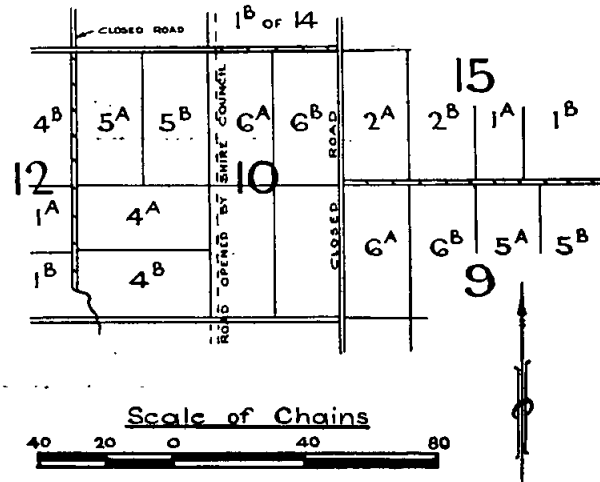 CLOSED ROAD
1B OF 14
15
4B 5A 5B 6A 6B 2A 2B 1A 1B
ROAD OPENED BY SHIRE COUNCIL
CLOSED ROAD
12 10
1A 4A
6A 6B 5A 5B
1B 4B
9
Scale of Chains
40 20 0 40 80